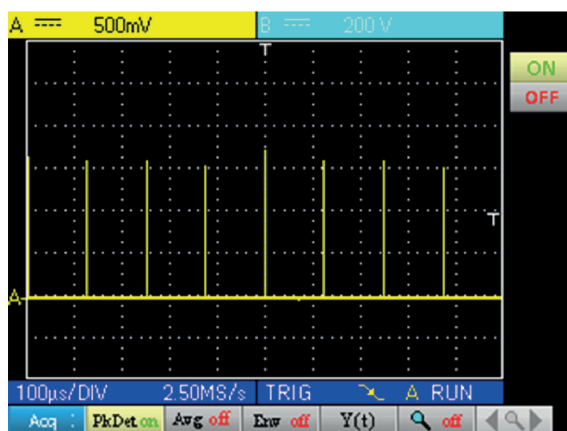 A 500mV B 200 V
T
ON
OFF
T
A
100µs/DIV 2.50MS/s TRIG A RUN
Acq : PkDet on Avg off Env off Y(t) off